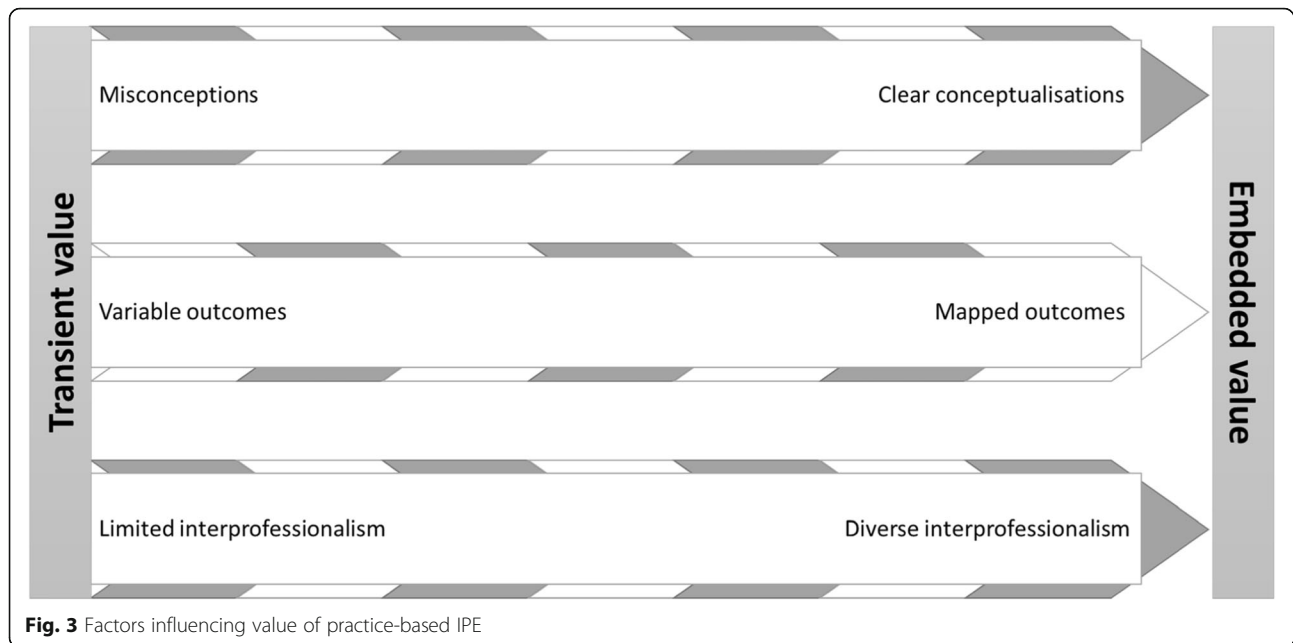 Transient value
Misconceptions
Clear conceptualisations
Variable outcomes
Mapped outcomes
Limited interprofessionalism
Diverse interprofessionalism
Embedded value
Fig. 3 Factors influencing value of practice-based IPE